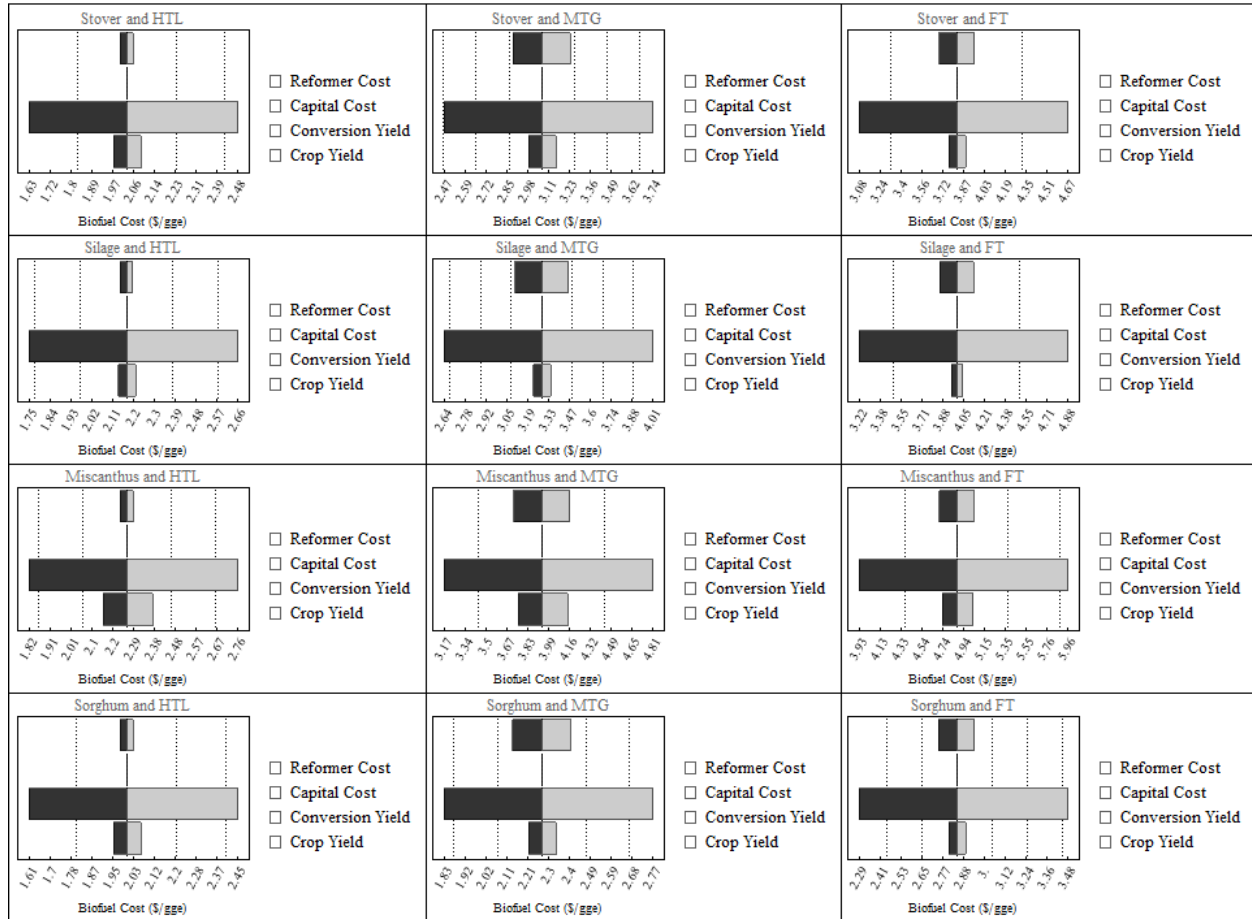 Stover and HTL
Reformer Cost
Capital Cost
Conversion Yield
Crop Yield
1.63 1.72 1.8 1.89 1.97 2.06 2.14 2.23 2.31 2.39 2.48
Biofuel Cost ($/gge)
Stover and MTG
Reformer Cost
Capital Cost
Conversion Yield
Crop Yield
2.47 2.59 2.72 2.85 2.98 3.11 3.23 3.36 3.49 3.62 3.74
Biofuel Cost ($/gge)
Stover and FT
Reformer Cost
Capital Cost
Conversion Yield
Crop Yield
3.08 3.24 3.4 3.56 3.72 3.87 4.03 4.19 4.35 4.51 4.67
Biofuel Cost ($/gge)
Silage and HTL
Reformer Cost
Capital Cost
Conversion Yield
Crop Yield
1.75 1.84 1.93 2.02 2.11 2.2 2.3 2.39 2.48 2.57 2.66
Biofuel Cost ($/gge)
Silage and MTG
Reformer Cost
Capital Cost
Conversion Yield
Crop Yield
2.64 2.78 2.92 3.05 3.19 3.33 3.47 3.6 3.74 3.88 4.01
Biofuel Cost ($/gge)
Silage and FT
Reformer Cost
Capital Cost
Conversion Yield
Crop Yield
3.22 3.38 3.55 3.71 3.88 4.05 4.21 4.38 4.55 4.71 4.88
Biofuel Cost ($/gge)
Miscanthus and HTL
Reformer Cost
Capital Cost
Conversion Yield
Crop Yield
1.82 1.91 2.01 2.1 2.2 2.29 2.38 2.48 2.57 2.67 2.76
Biofuel Cost ($/gge)
Miscanthus and MTG
Reformer Cost
Capital Cost
Conversion Yield
Crop Yield
3.17 3.34 3.5 3.67 3.83 3.99 4.16 4.32 4.49 4.65 4.81
Biofuel Cost ($/gge)
Miscanthus and FT
Reformer Cost
Capital Cost
Conversion Yield
Crop Yield
3.93 4.13 4.33 4.54 4.74 4.94 5.15 5.35 5.55 5.76 5.96
Biofuel Cost ($/gge)
Sorghum and HTL
Reformer Cost
Capital Cost
Conversion Yield
Crop Yield
1.61 1.7 1.78 1.87 1.95 2.03 2.12 2.2 2.28 2.37 2.45
Biofuel Cost ($/gge)
Sorghum and MTG
Reformer Cost
Capital Cost
Conversion Yield
Crop Yield
1.83 1.92 2.02 2.11 2.21 2.3 2.4 2.49 2.59 2.68 2.77
Biofuel Cost ($/gge)
Sorghum and FT
Reformer Cost
Capital Cost
Conversion Yield
Crop Yield
2.29 2.41 2.53 2.65 2.77 2.88 3. 3.12 3.24 3.36 3.48
Biofuel Cost ($/gge)